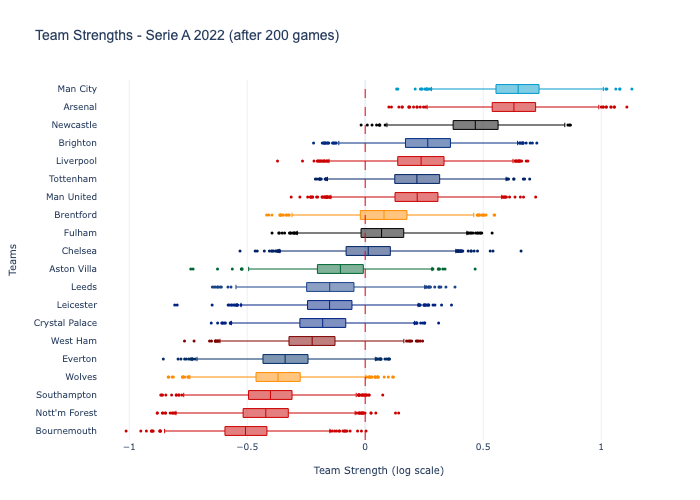 Team Strengths - Serie A 2022 (after 200 games)
Man City
Arsenal
Newcastle
Brighton
Liverpool
Tottenham
Man United
Brentford
Fulham
Chelsea
Aston Villa
Leeds
Leicester
Crystal Palace
West Ham
Everton
Wolves
Southampton
Nott'm Forest
Bournemouth
Teams
−1 −0.5 0 0.5 1
Team Strength (log scale)